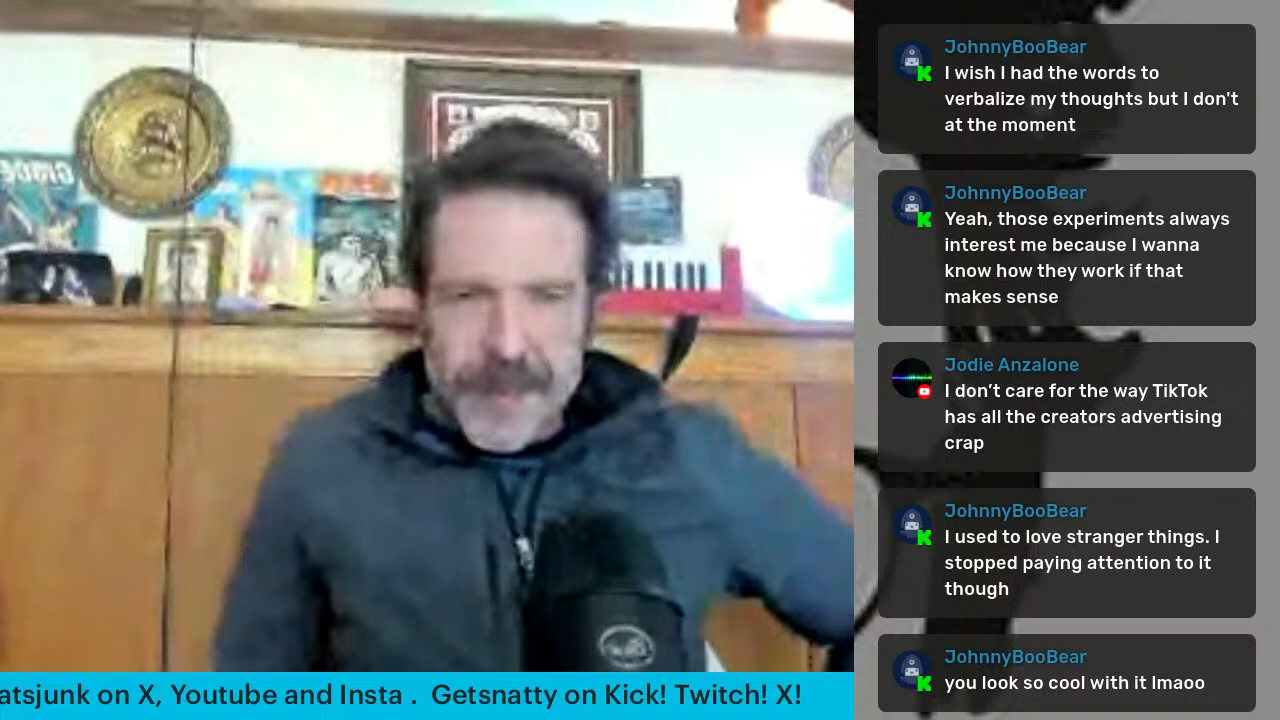 JohnnyBooBear
I wish I had the words to
verbalize my thoughts but I don't
at the moment
JohnnyBooBear
Yeah, those experiments always
interest me because I wanna
know how they work if that
makes sense
Jodie Anzalone
I don’t care for the way TikTok
has all the creators advertising
crap
JohnnyBooBear
I used to love stranger things. I
stopped paying attention to it
though
JohnnyBooBear
you look so cool with it lmaoo
atsjunk on X, Youtube and Insta . Getsnatty on Kick! Twitch! X!